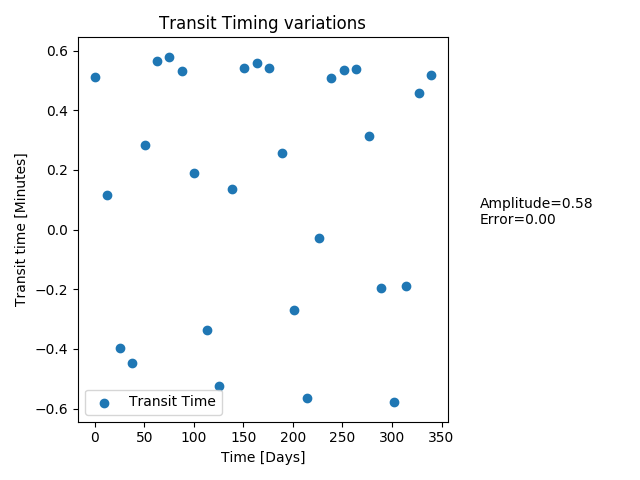 Transit Timing variations
Transit time [Minutes]
0.6
0.4
0.2
0.0
−0.2
−0.4
−0.6
Transit Time
0
50
100
150
200
250
300
350
Time [Days]
Amplitude=0.58
Error=0.00